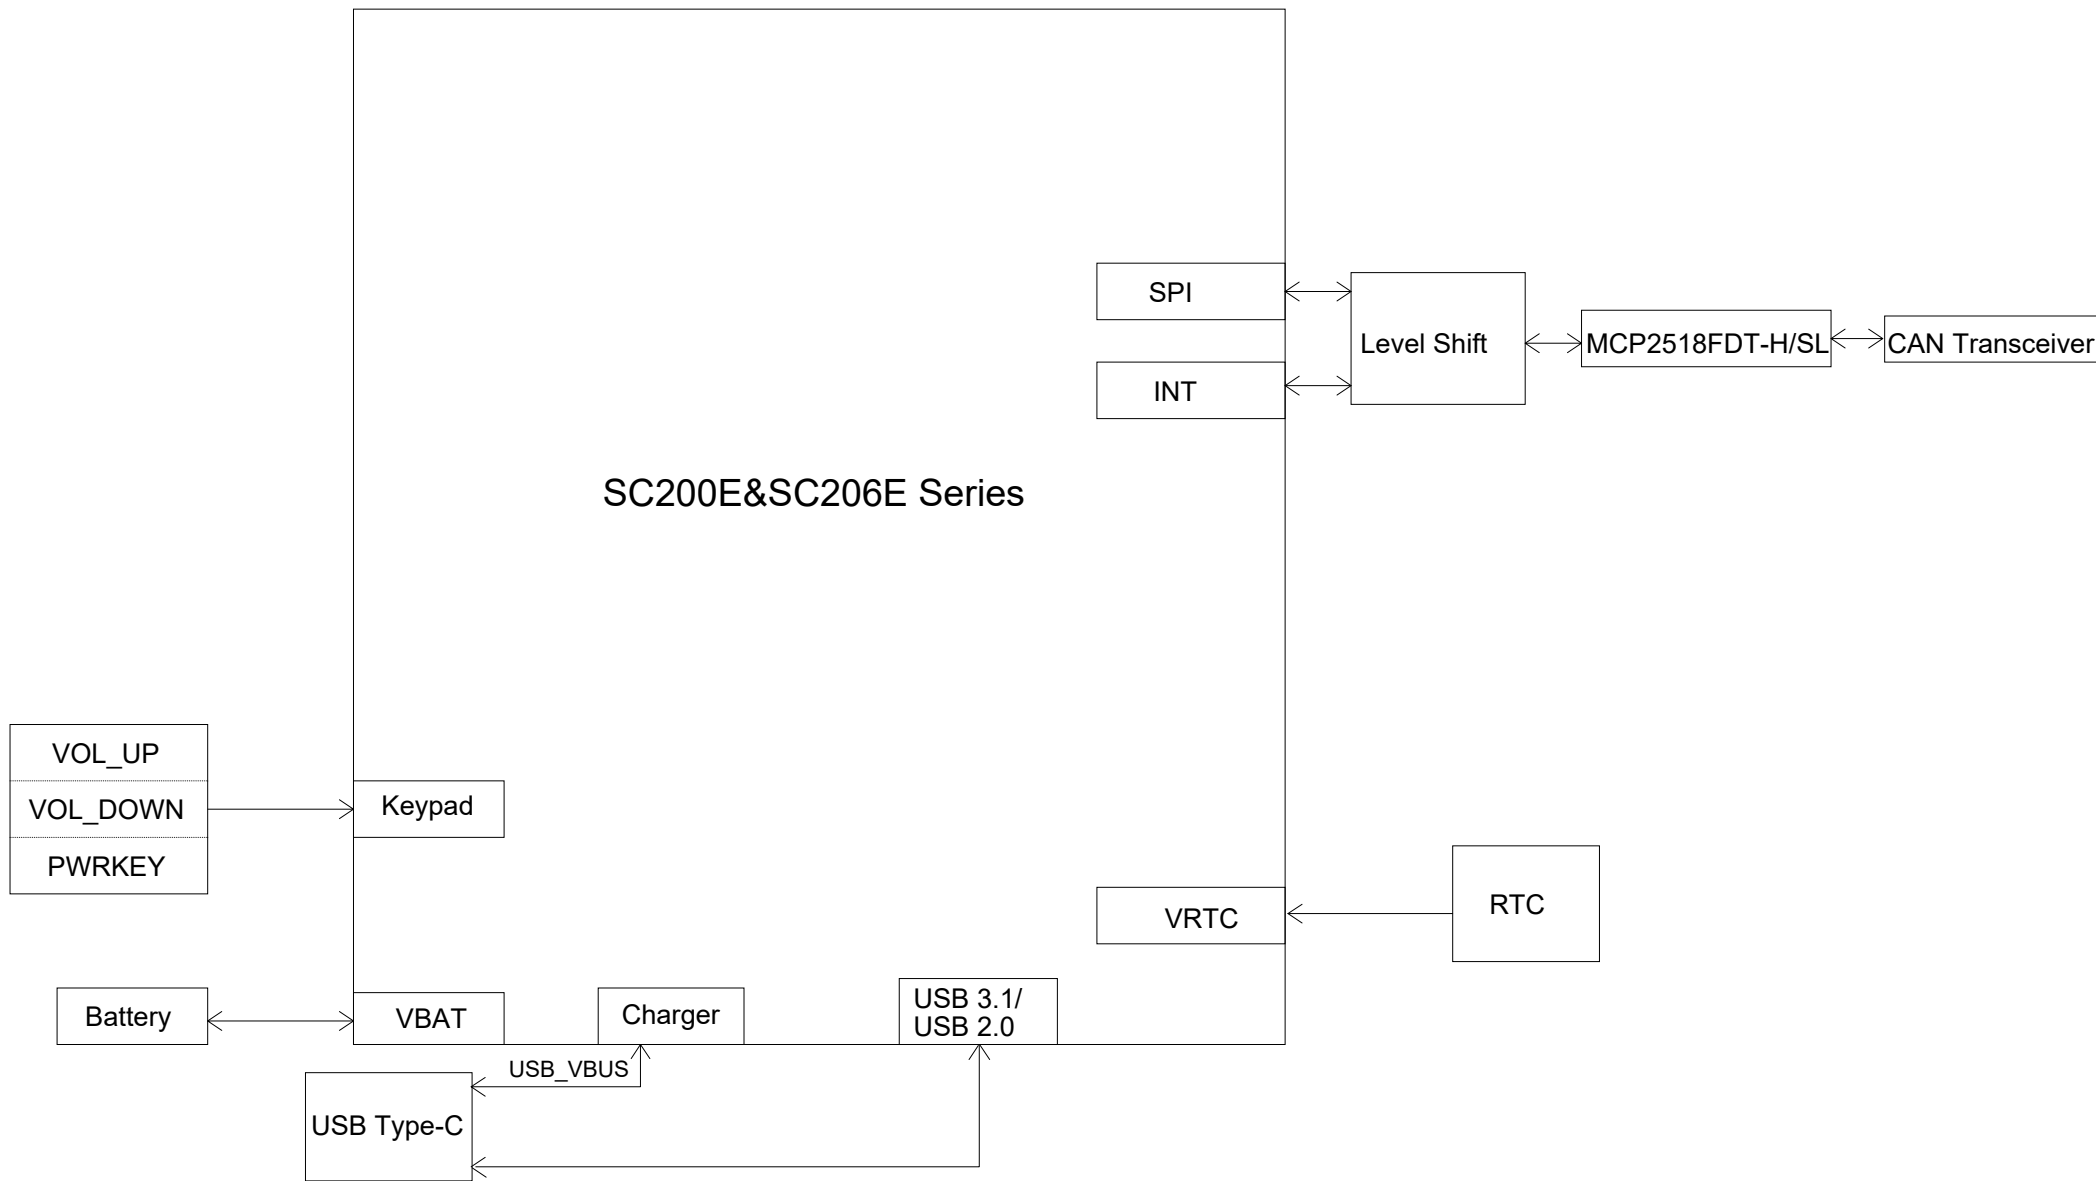 SPI
Level Shift
MCP2518FDT-H/SL
CAN Transceiver
INT
SC200E&SC206E Series
VOL_UP
VOL_DOWN
PWRKEY
Keypad
VRTC
RTC
Battery
VBAT
Charger
USB 3.1/
USB 2.0
USB_VBUS
USB Type-C